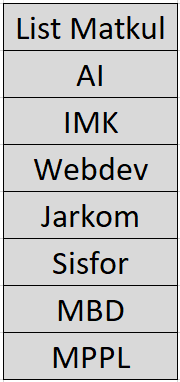 List Matkul
AI
IMK
Webdev
Jarkom
Sisfor
MBD
MPPL